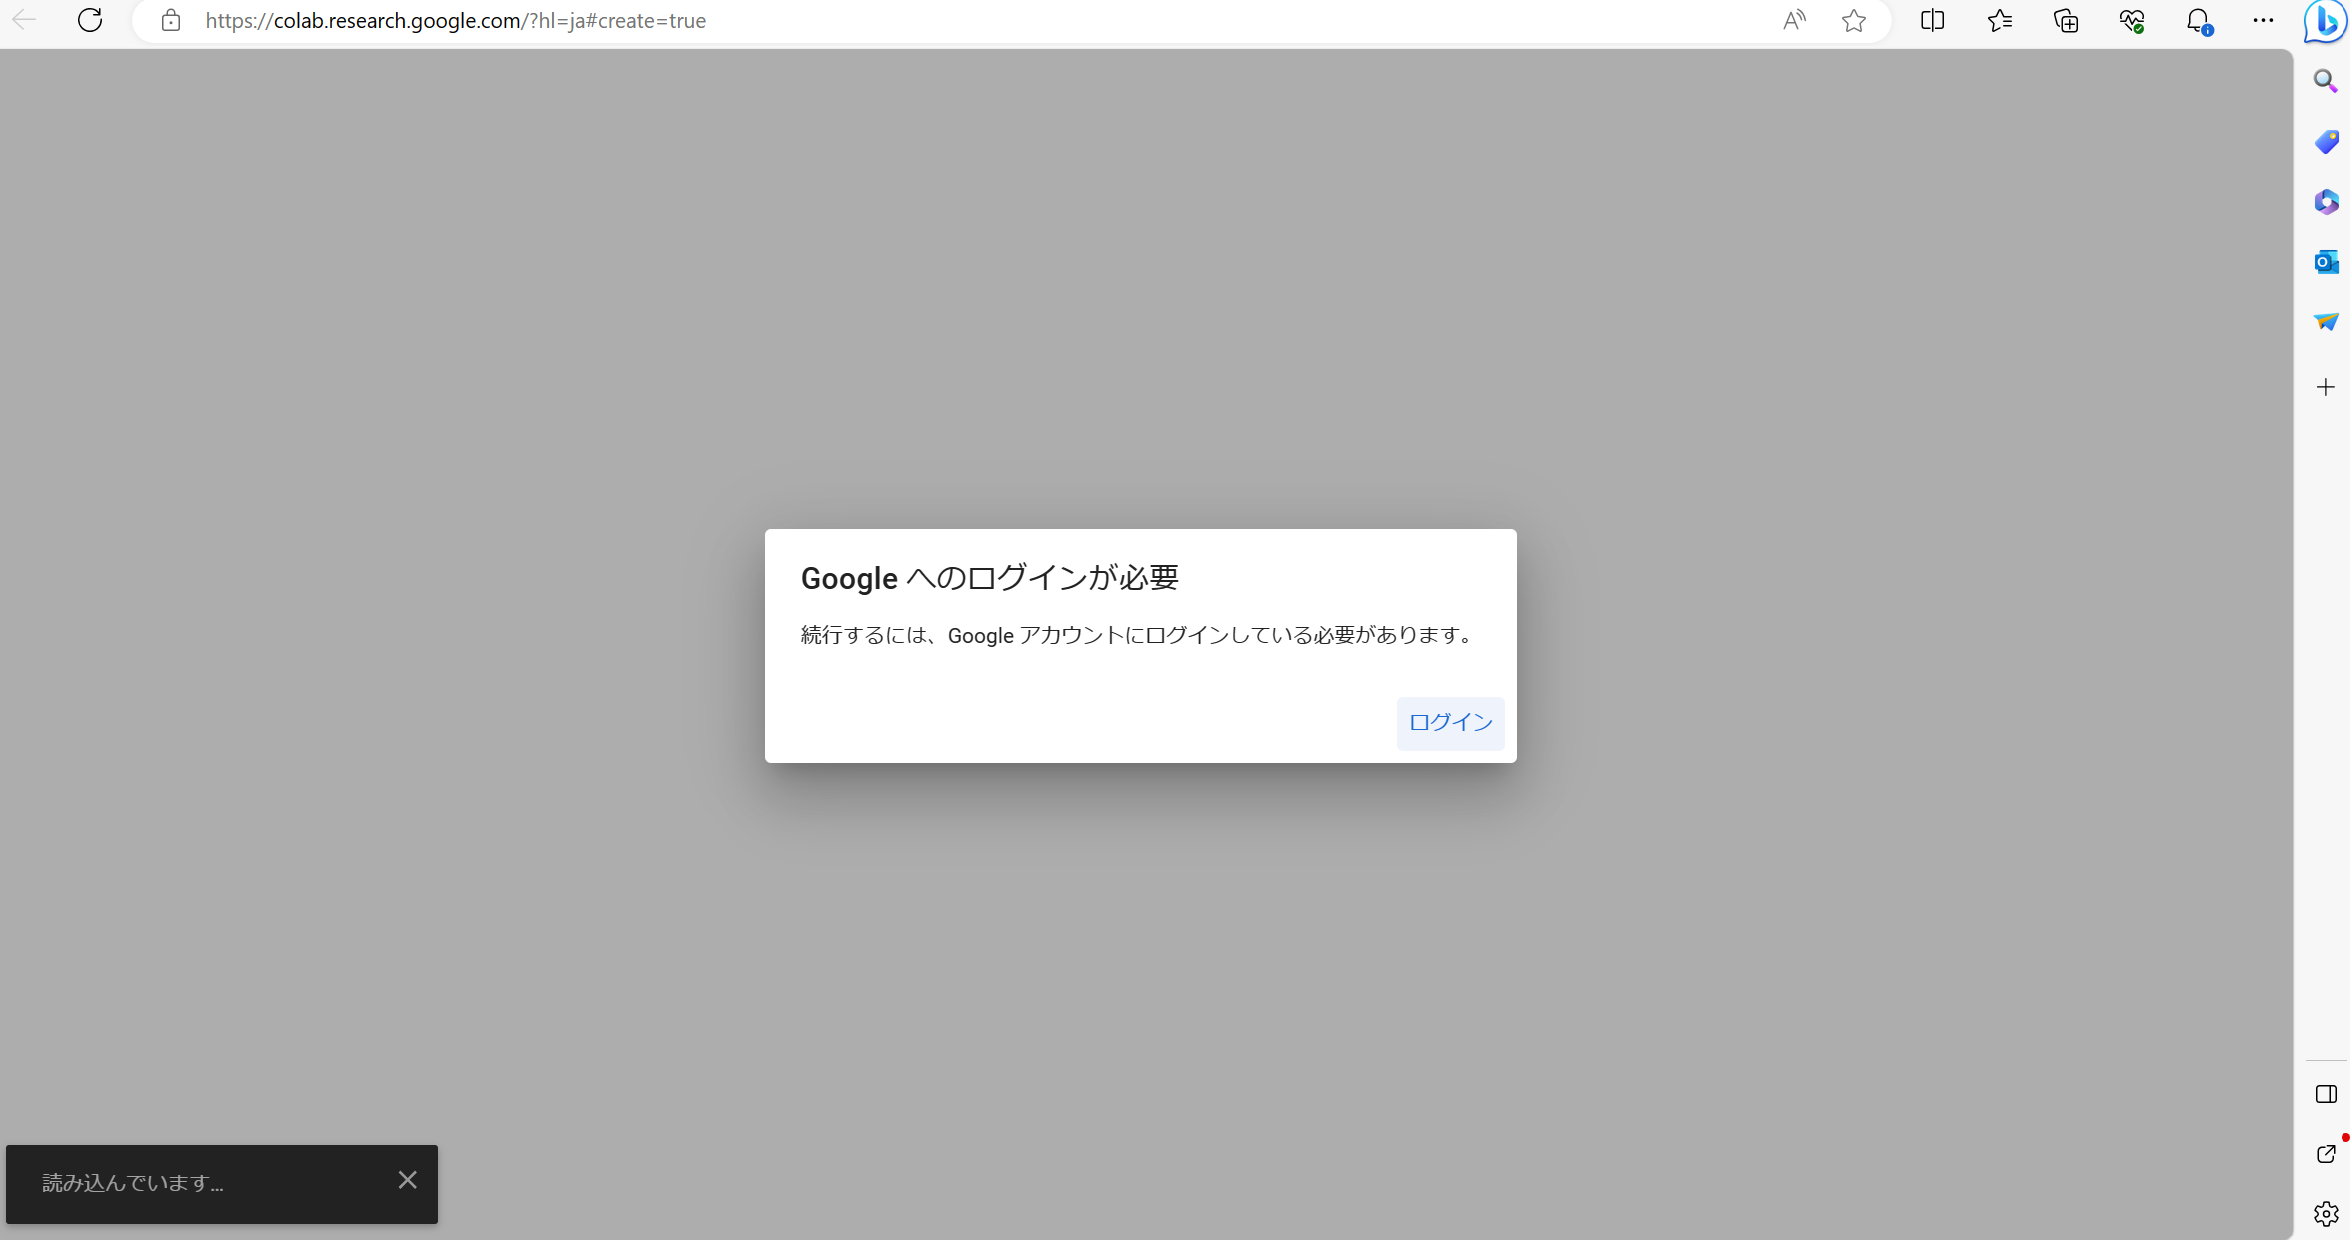 https://colab.research.google.com/?hl=ja#create=true
Google へのログインが必要
続行するには、Google アカウントにログインしている必要があります。
ログイン
読み込んでいます...